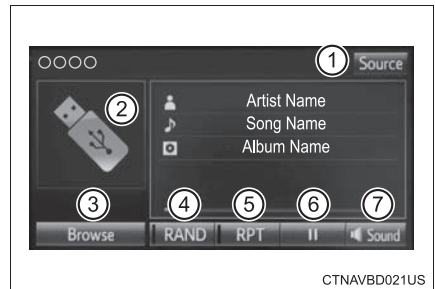 ○○○○
1 Source
2
Artist Name
Song Name
Album Name
3 4 5 6 7
Browse RAND RPT II Sound
CTNAVBD021US